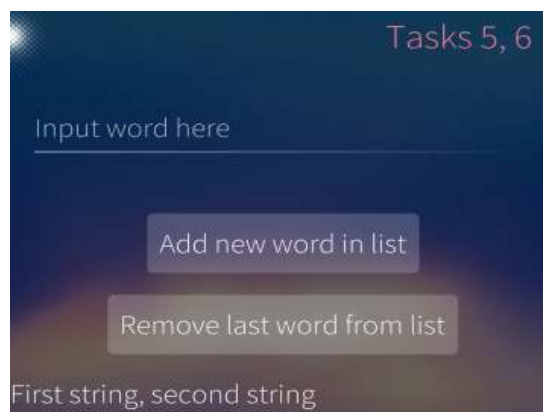 Tasks 5, 6
Input word here
Add new word in list
Remove last word from list
First string, second string